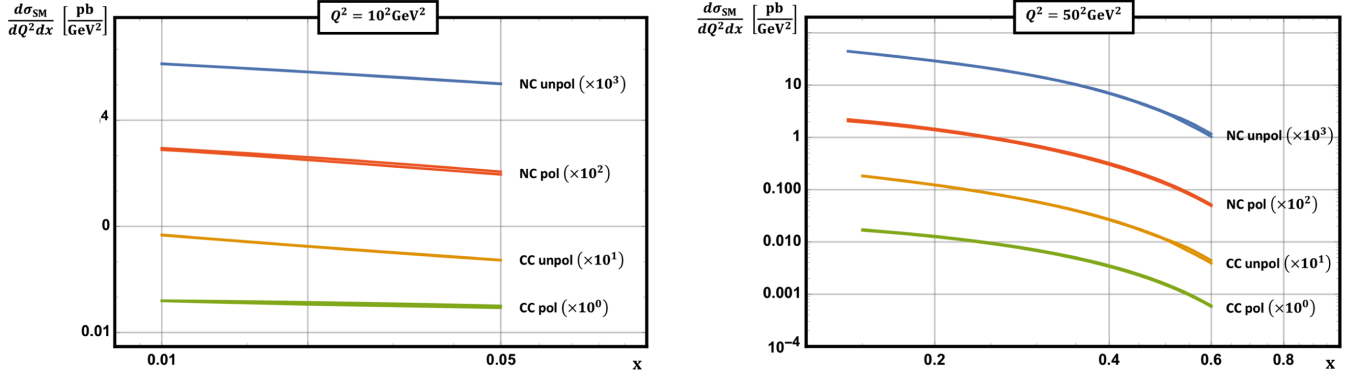 dσ_SM/dQ²dx [pb/GeV²]
Q² = 10²GeV²
NC unpol (×10³)
4
NC pol (×10²)
0
CC unpol (×10¹)
CC pol (×10⁰)
0.01
0.01 0.05 x
dσ_SM/dQ²dx [pb/GeV²]
Q² = 50²GeV²
10
1
NC unpol (×10³)
0.100
NC pol (×10²)
0.010
CC unpol (×10¹)
0.001
CC pol (×10⁰)
10⁻⁴
0.2 0.4 0.6 0.8 x